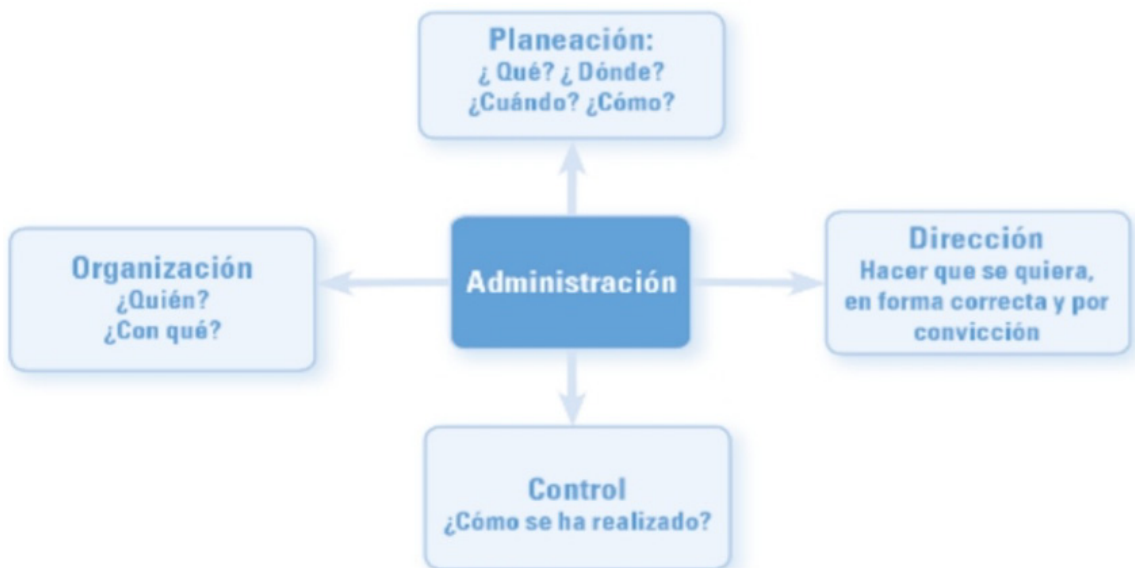 Planeación:
¿ Qué? ¿ Dónde?
¿Cuándo? ¿Cómo?
Organización
¿Quién?
¿Con qué?
Administración
Dirección
Hacer que se quiera,
en forma correcta y por
convicción
Control
¿Cómo se ha realizado?